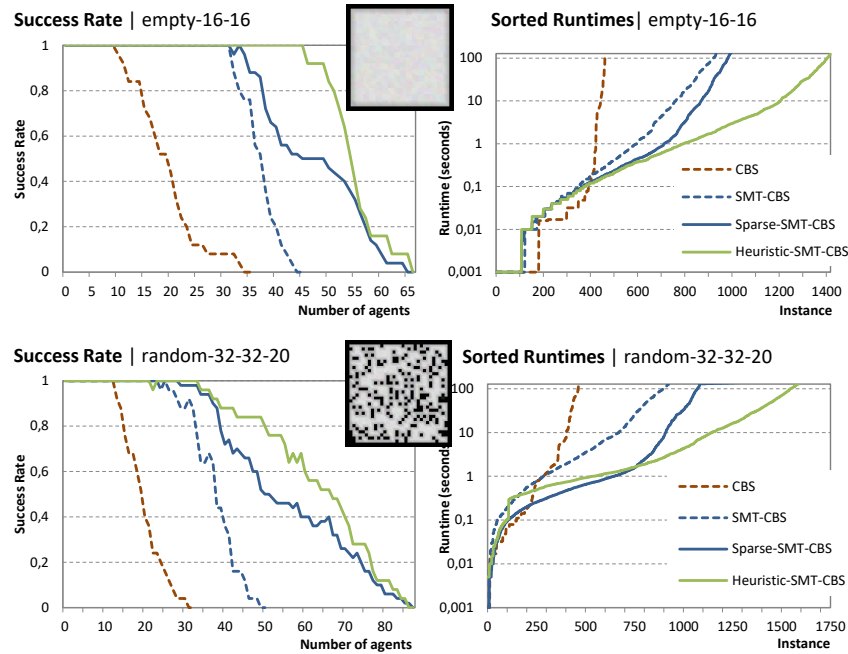 Success Rate | empty-16-16
Success Rate
1
0,8
0,6
0,4
0,2
0
0 5 10 15 20 25 30 35 40 45 50 55 60 65
Number of agents
Sorted Runtimes| empty-16-16
Runtime (seconds)
100
10
1
0,1
0,01
0,001
0 200 400 600 800 1000 1200 1400
Instance
CBS
SMT-CBS
Sparse-SMT-CBS
Heuristic-SMT-CBS
Success Rate | random-32-32-20
Success Rate
1
0,8
0,6
0,4
0,2
0
0 10 20 30 40 50 60 70 80
Number of agents
Sorted Runtimes | random-32-32-20
Runtime (seconds)
100
10
1
0,1
0,01
0,001
0 250 500 750 1000 1250 1500 1750
Instance
CBS
SMT-CBS
Sparse-SMT-CBS
Heuristic-SMT-CBS